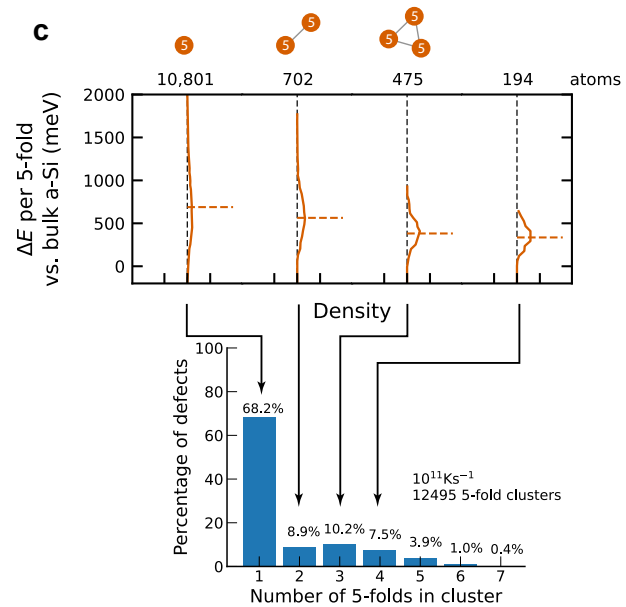 c
5
5
5
5
5
5
10,801 702 475 194 atoms
2000
1500
1000
500
0
ΔE per 5-fold
vs. bulk a-Si (meV)
Density
100
80
60
40
20
0
Percentage of defects
68.2%
8.9%
10.2%
7.5%
3.9%
1.0%
0.4%
10¹¹Ks⁻¹
12495 5-fold clusters
1 2 3 4 5 6 7
Number of 5-folds in cluster